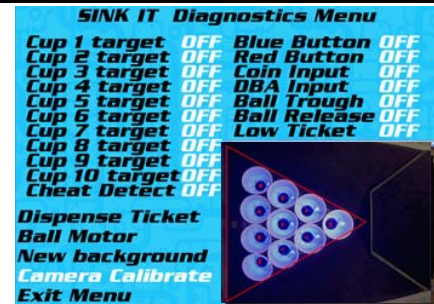 SINK IT Diagnostics Menu
Cup 1 target OFF
Cup 2 target OFF
Cup 3 target OFF
Cup 4 target OFF
Cup 5 target OFF
Cup 6 target OFF
Cup 7 target OFF
Cup 8 target OFF
Cup 9 target OFF
Cup 10 target OFF
Cheat Detect OFF
Blue Button OFF
Red Button OFF
Coin Input OFF
DBA Input OFF
Ball Trough OFF
Ball Release OFF
Low Ticket OFF
Dispense Ticket
Ball Motor
New background
Camera Calibrate
Exit Menu